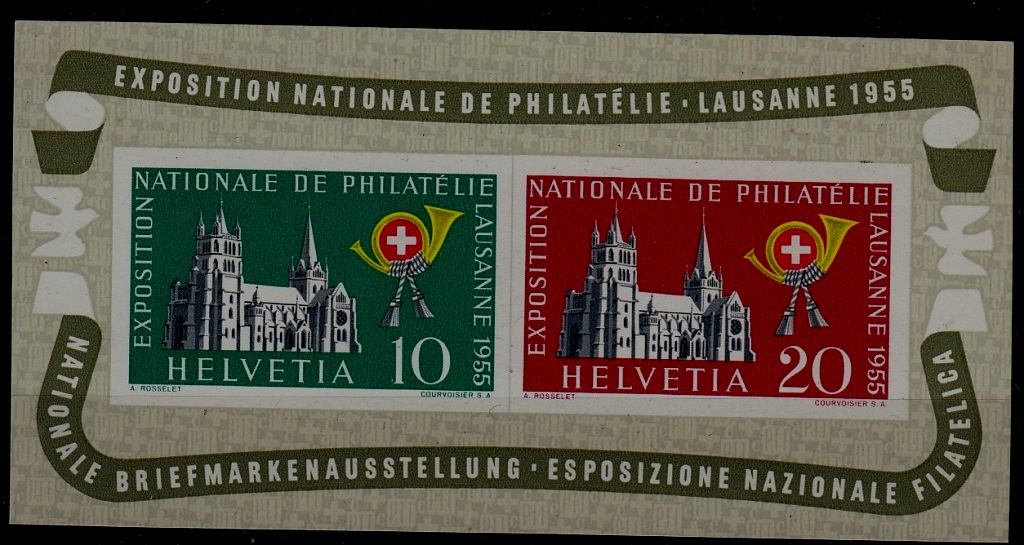 EXPOSITION NATIONALE DE PHILATÉLIE · LAUSANNE 1955
EXPOSITION
NATIONALE DE PHILATÉLIE
LAUSANNE 1955
HELVETIA
10
A. ROSSELET
COURVOISIER S.A.
EXPOSITION
NATIONALE DE PHILATÉLIE
LAUSANNE 1955
HELVETIA
20
A. ROSSELET
COURVOISIER S.A.
NATIONALE BRIEFMARKENAUSSTELLUNG · ESPOSIZIONE NAZIONALE FILATELICA